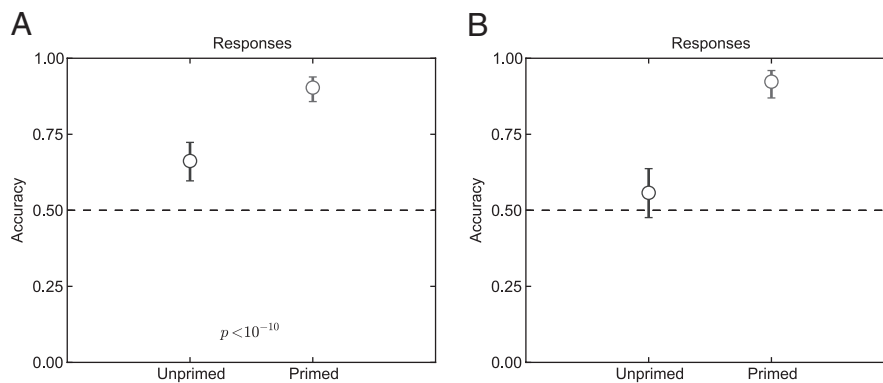 A
Responses
1.00
0.75
0.50
0.25
0.00
Accuracy
p<10⁻¹⁰
Unprimed Primed
B
Responses
1.00
0.75
0.50
0.25
0.00
Accuracy
Unprimed Primed